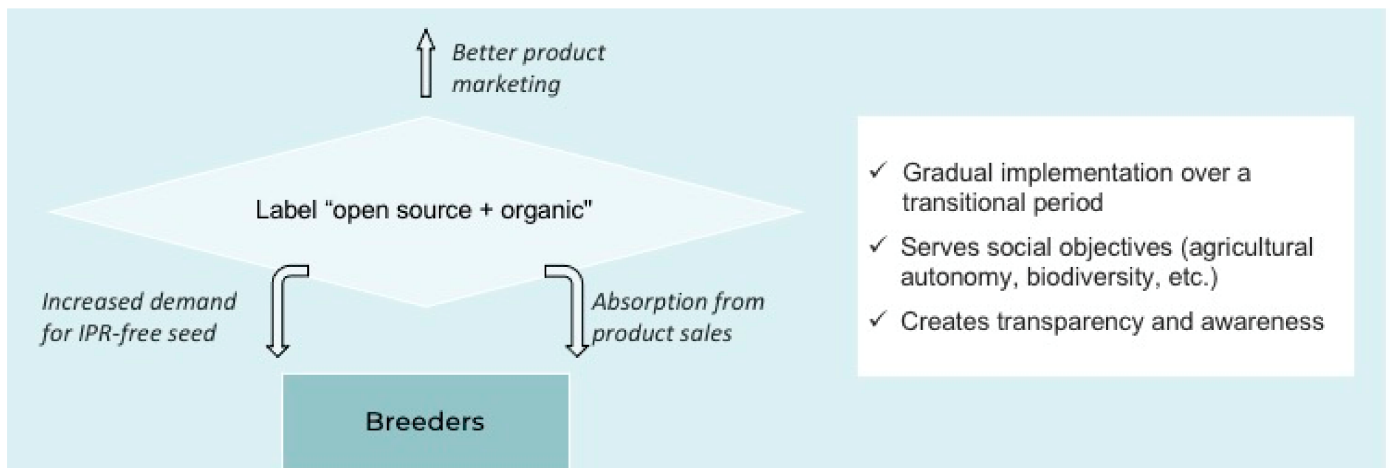 Better product
marketing
Label “open source + organic"
Increased demand
for IPR-free seed
Absorption from
product sales
Breeders
✓ Gradual implementation over a
transitional period
✓ Serves social objectives (agricultural
autonomy, biodiversity, etc.)
✓ Creates transparency and awareness